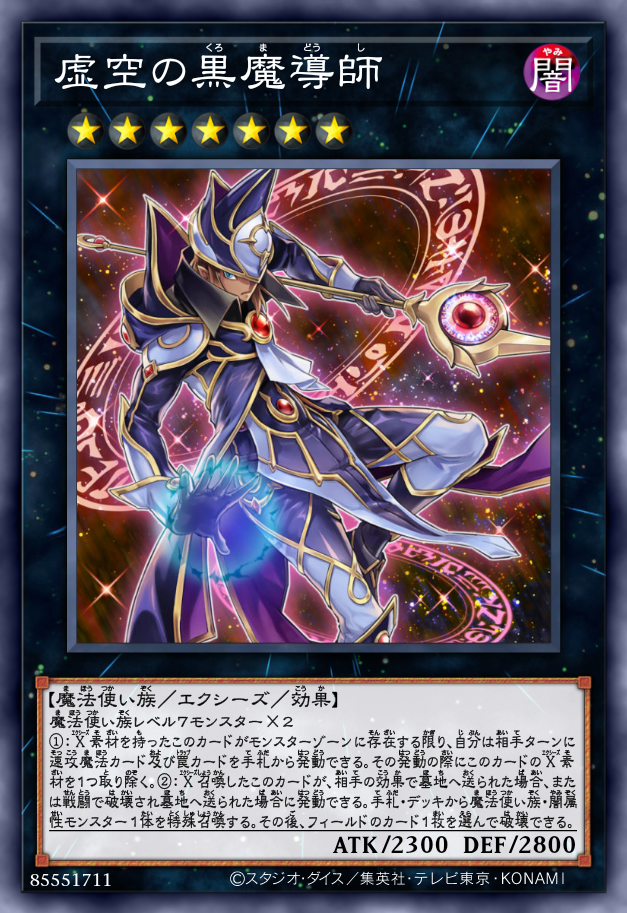 虚空の黒魔導師
闇
【魔法使い族／エクシーズ／効果】
魔法使い族レベル7モンスター×2
①：X素材を持ったこのカードがモンスターゾーンに存在する限り、自分は相手ターンに
速攻魔法カード及び罠カードを手札から発動できる。その発動の際にこのカードのX素
材を1つ取り除く。②：X召喚したこのカードが、相手の効果で墓地へ送られた場合、また
は戦闘で破壊され墓地へ送られた場合に発動できる。手札・デッキから魔法使い族・闇属
性モンスター1体を特殊召喚する。その後、フィールドのカード1枚を選んで破壊できる。
ATK/2300 DEF/2800
85551711 ©スタジオ・ダイス／集英社・テレビ東京・KONAMI